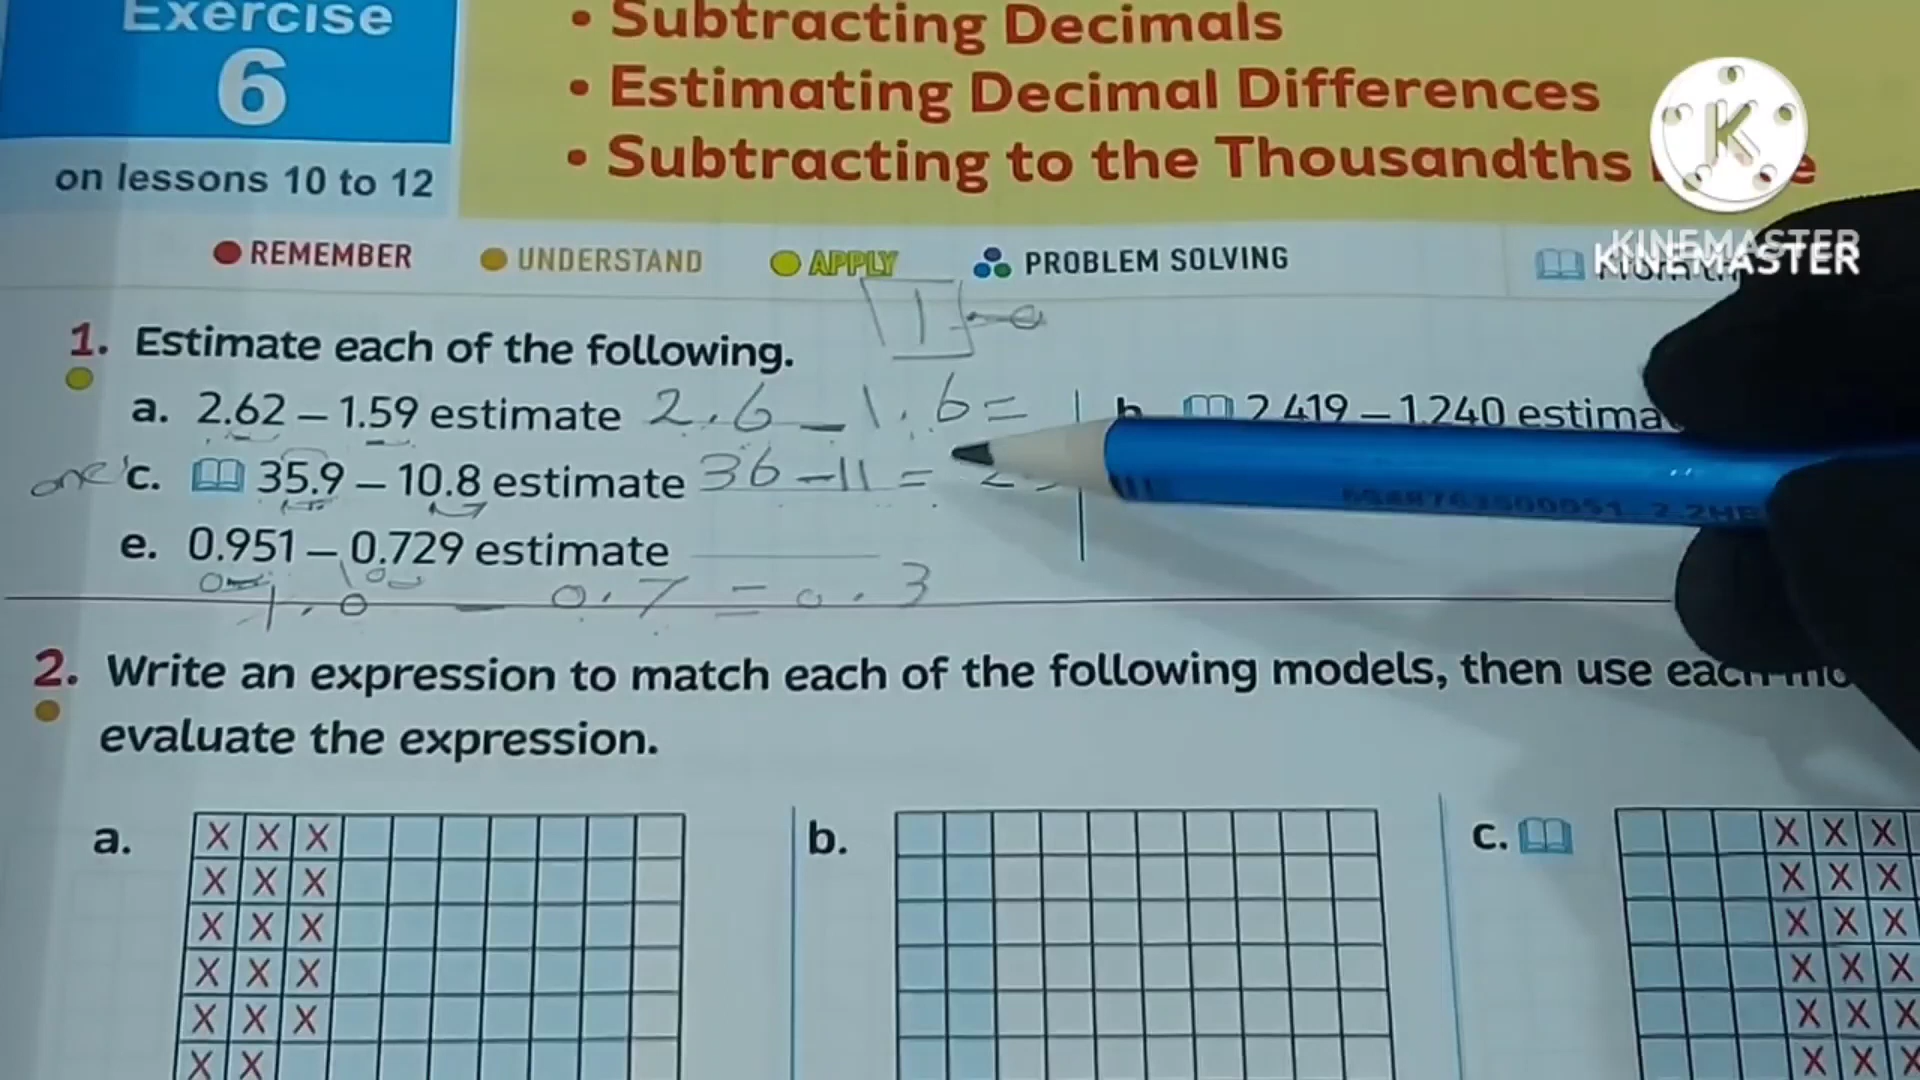 Exercise
6
on lessons 10 to 12
• Subtracting Decimals
• Estimating Decimal Differences
• Subtracting to the Thousandths
K
KINEMASTER
KINEMASTER
REMEMBER UNDERSTAND APPLY PROBLEM SOLVING
1
1. Estimate each of the following.
a. 2.62 – 1.59 estimate 2.6 – 1.6 =
b. 2.419 – 1.240
one c. 35.9 – 10.8 estimate 36 – 11 =
e. 0.951 – 0.729 estimate
1.0 – 0.7 = 0.3
2. Write an expression to match each of the following models, then use each
evaluate the expression.
a. b. c.
X X X X X X
X X X X X X
X X X X X X
X X X X X X
X X X X X X
X X X X X